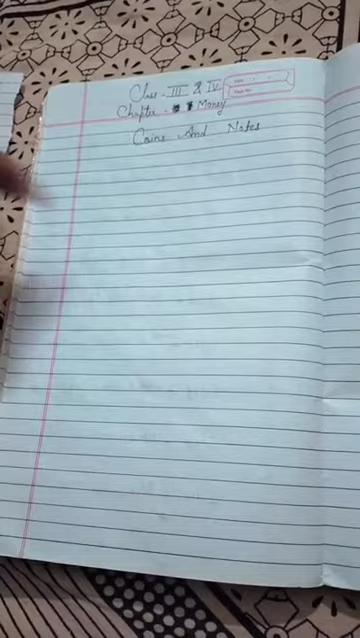 Class - III & IV
Chapter - Money
Coins And Notes